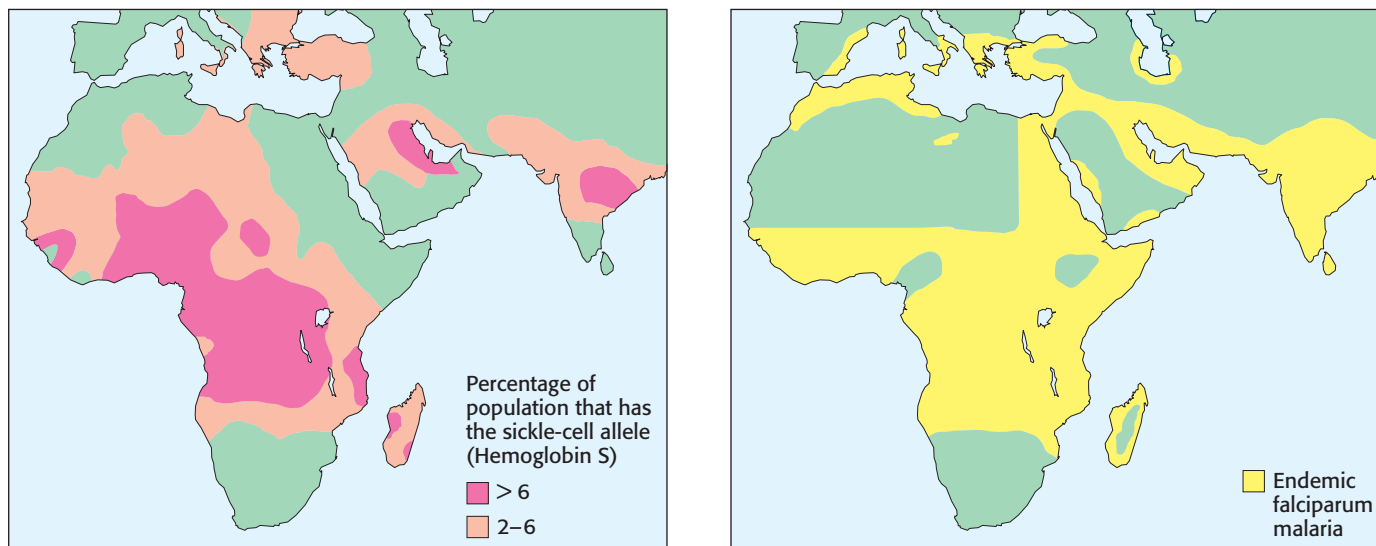 Percentage of
population that has
the sickle-cell allele
(Hemoglobin S)
> 6
2–6
Endemic
falciparum
malaria